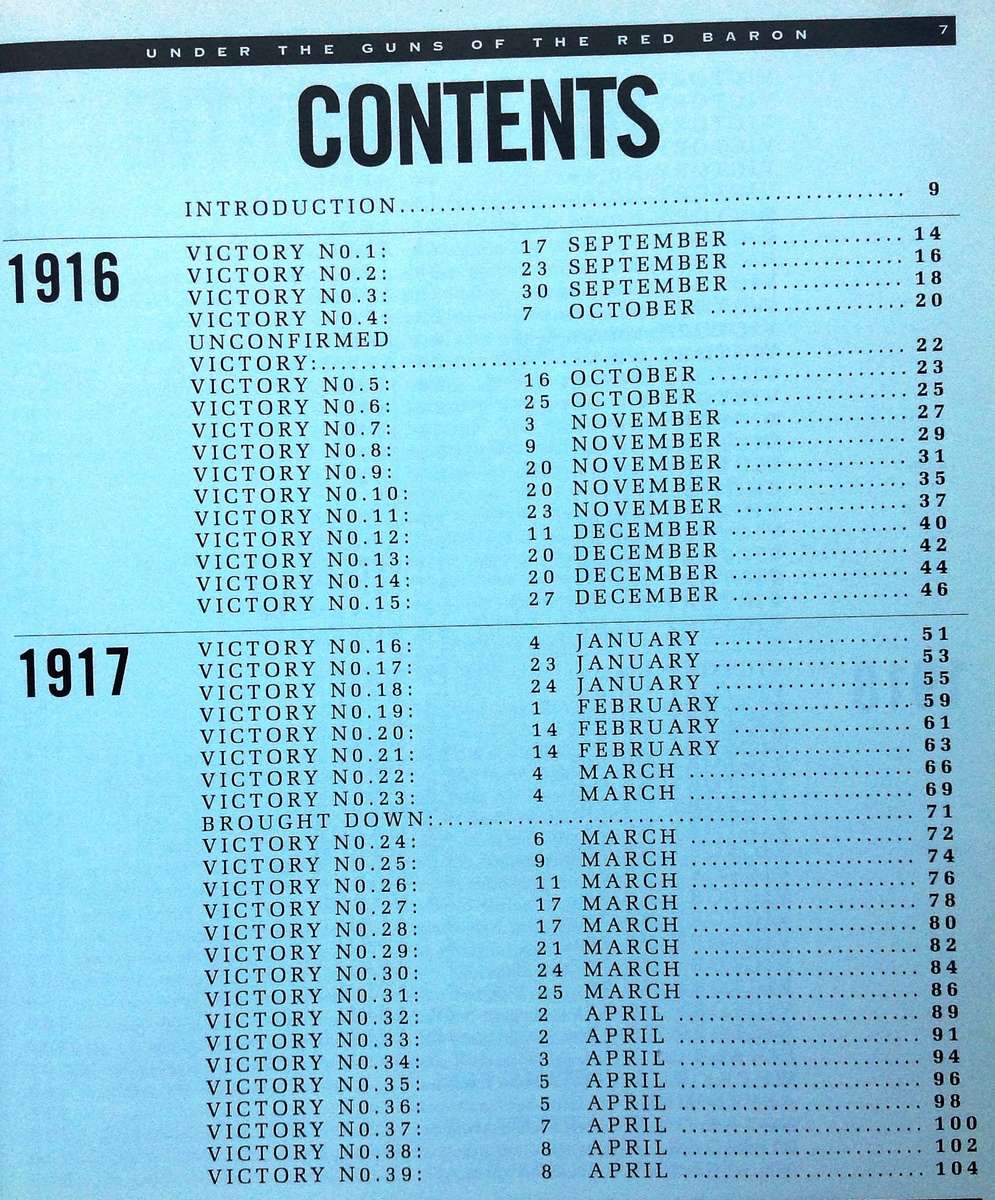 UNDER THE GUNS OF THE RED BARON 7
CONTENTS
INTRODUCTION........................................ 9
1916
VICTORY NO.1: 17 SEPTEMBER ................ 14
VICTORY NO.2: 23 SEPTEMBER ................ 16
VICTORY NO.3: 30 SEPTEMBER ................ 18
VICTORY NO.4: 7 OCTOBER ................... 20
UNCONFIRMED
VICTORY:................................................ 22
VICTORY NO.5: 16 OCTOBER ................... 23
VICTORY NO.6: 25 OCTOBER ................... 25
VICTORY NO.7: 3 NOVEMBER ................. 27
VICTORY NO.8: 9 NOVEMBER ................. 29
VICTORY NO.9: 20 NOVEMBER ................. 31
VICTORY NO.10: 20 NOVEMBER ................. 35
VICTORY NO.11: 23 NOVEMBER ................. 37
VICTORY NO.12: 11 DECEMBER ................. 40
VICTORY NO.13: 20 DECEMBER ................. 42
VICTORY NO.14: 20 DECEMBER ................. 44
VICTORY NO.15: 27 DECEMBER ................. 46
1917
VICTORY NO.16: 4 JANUARY ................... 51
VICTORY NO.17: 23 JANUARY ................... 53
VICTORY NO.18: 24 JANUARY ................... 55
VICTORY NO.19: 1 FEBRUARY ................. 59
VICTORY NO.20: 14 FEBRUARY ................. 61
VICTORY NO.21: 14 FEBRUARY ................. 63
VICTORY NO.22: 4 MARCH ..................... 66
VICTORY NO.23: 4 MARCH ..................... 69
BROUGHT DOWN:....................................... 71
VICTORY NO.24: 6 MARCH ..................... 72
VICTORY NO.25: 9 MARCH ..................... 74
VICTORY NO.26: 11 MARCH ..................... 76
VICTORY NO.27: 17 MARCH ..................... 78
VICTORY NO.28: 17 MARCH ..................... 80
VICTORY NO.29: 21 MARCH ..................... 82
VICTORY NO.30: 24 MARCH ..................... 84
VICTORY NO.31: 25 MARCH ..................... 86
VICTORY NO.32: 2 APRIL ....................... 89
VICTORY NO.33: 2 APRIL ....................... 91
VICTORY NO.34: 3 APRIL ....................... 94
VICTORY NO.35: 5 APRIL ....................... 96
VICTORY NO.36: 5 APRIL ....................... 98
VICTORY NO.37: 7 APRIL ....................... 100
VICTORY NO.38: 8 APRIL ....................... 102
VICTORY NO.39: 8 APRIL ....................... 104